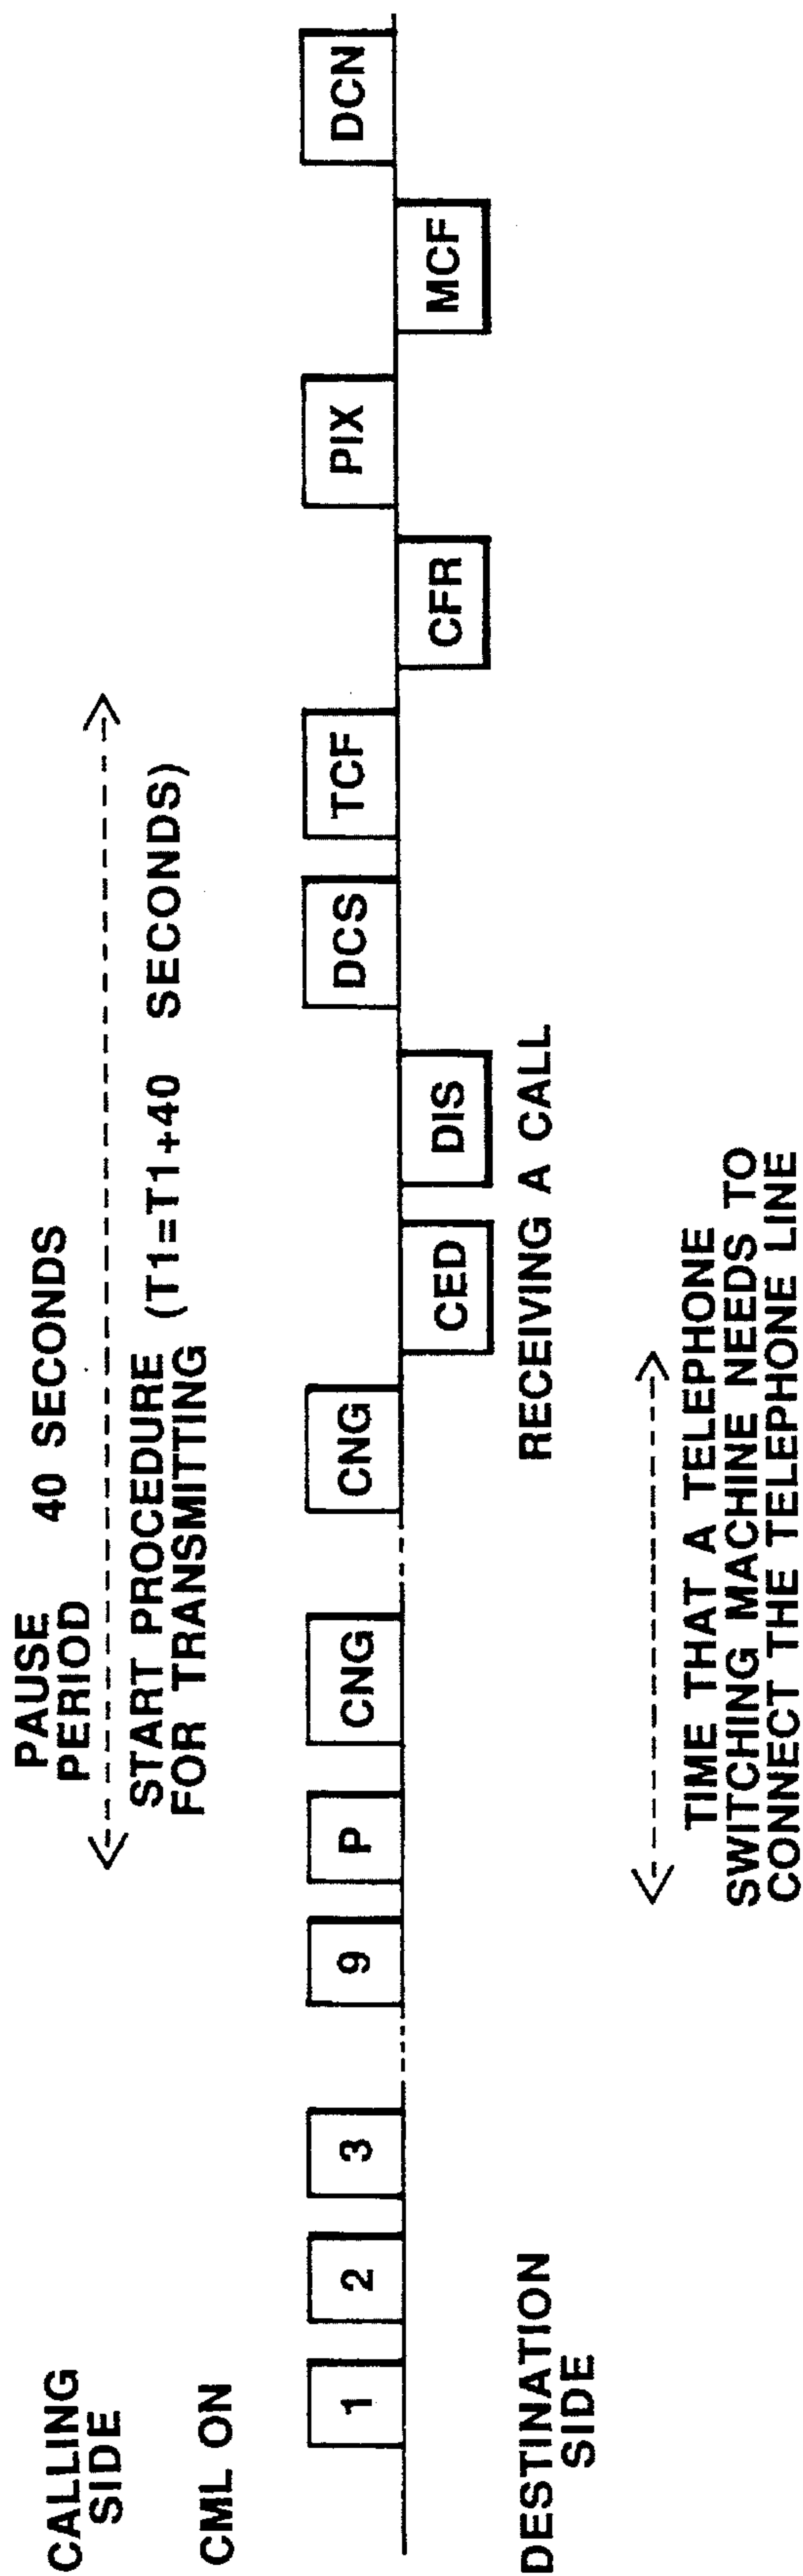 CALLING
SIDE
PAUSE
PERIOD
40 SECONDS
START PROCEDURE
FOR TRANSMITTING
(T1=T1+40 SECONDS)
CML ON
1
2
3
9
P
CNG
CNG
CED
DIS
DCS
TCF
CFR
PIX
MCF
DCN
DESTINATION
SIDE
RECEIVING A CALL
TIME THAT A TELEPHONE
SWITCHING MACHINE NEEDS TO
CONNECT THE TELEPHONE LINE